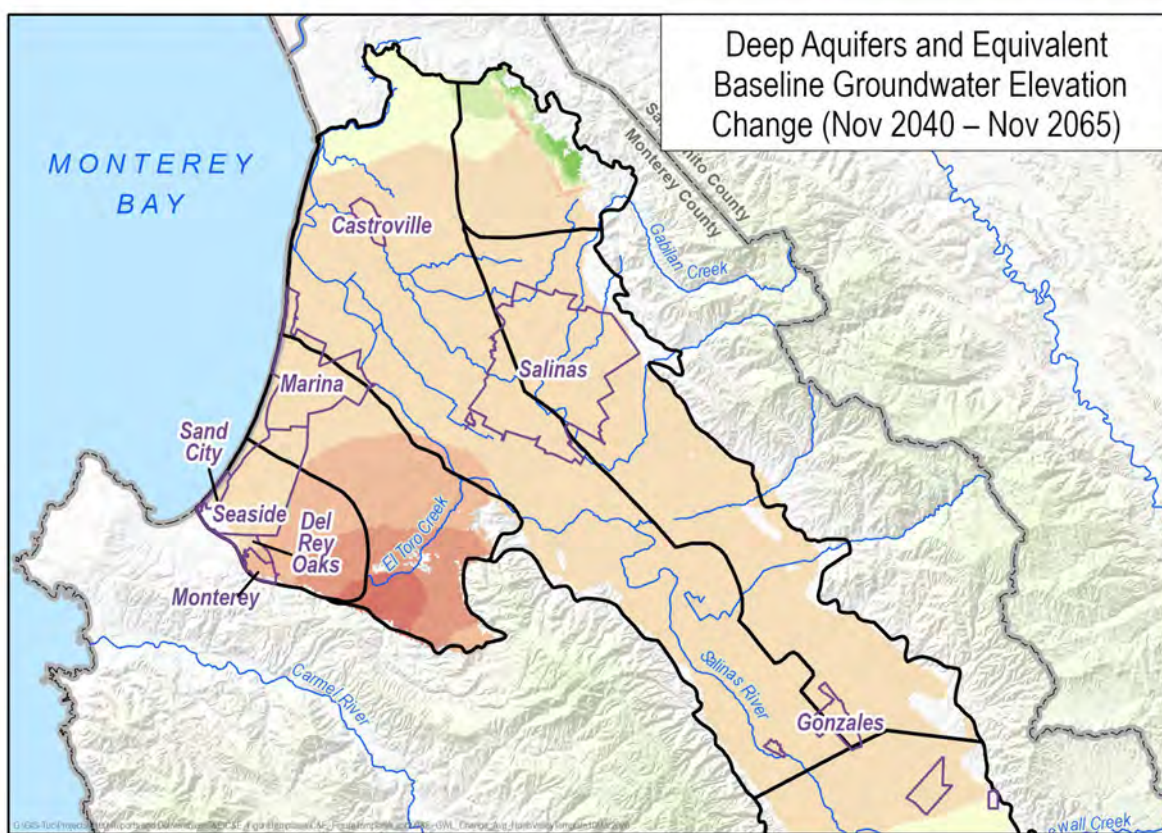 Deep Aquifers and Equivalent
Baseline Groundwater Elevation
Change (Nov 2040 – Nov 2065)
MONTEREY
BAY
Monterey County
County
Castroville
Gabilan
Creek
Salinas
Marina
Sand
City
Seaside
Del
Rey
Oaks
El Toro Creek
Monterey
Carmel
River
Salinas
River
Gonzales
Creek